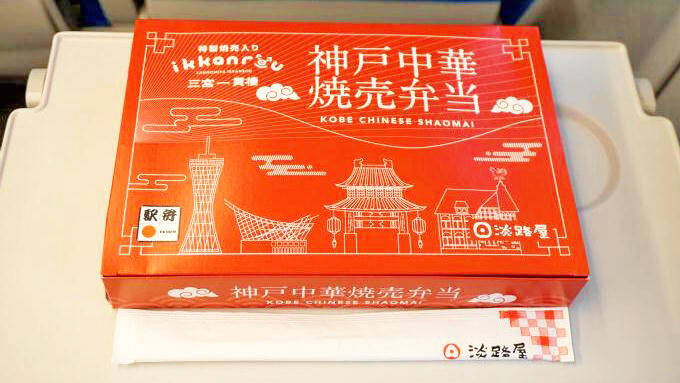 特製焼売入り
ikkanrou
三宮一貫樓
神戸中華
焼売弁当
KOBE CHINESE SHAOMAI
駅弁
淡路屋
神戸中華焼売弁当
KOBE CHINESE SHAOMAI
淡路屋